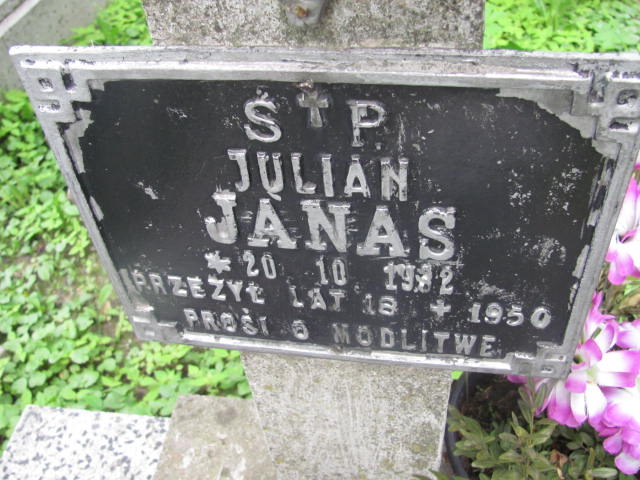 Ś ✝ P.
JULIAN
JANAS
* 20 10 1932
PRZEŻYŁ LAT 18 + 1950
PROSI O MODLITWE